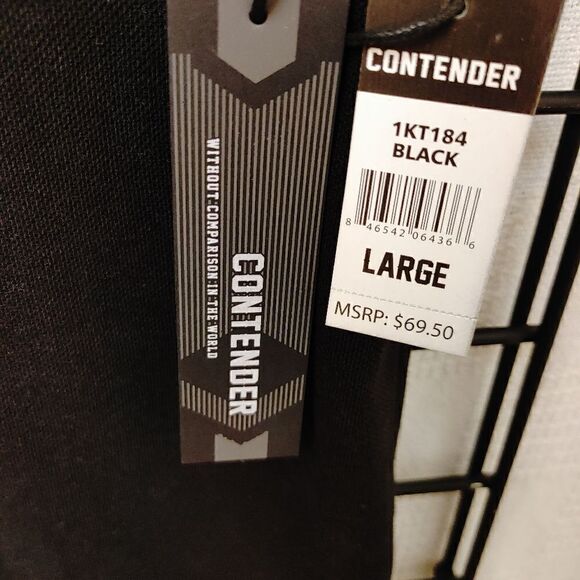 WITHOUT COMPARISON IN THE WORLD
CONTENDER
CONTENDER
1KT184
BLACK
8 46542 06436 6
LARGE
MSRP: $69.50